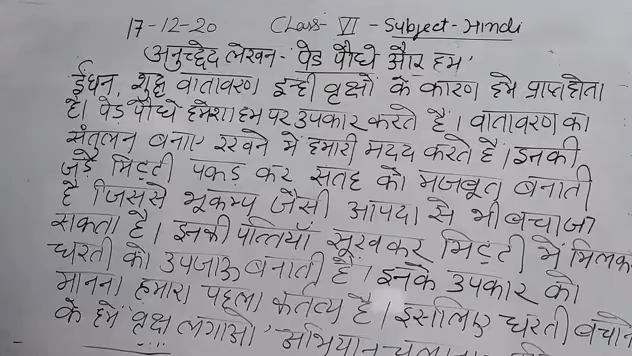 17-12-20 Class- VI - Subject - हिन्दी
अनुच्छेद लेखन - पेड पौधे और हम'
ईंधन, शुद्ध वातावरण इन्ही वृक्षों के कारण हमे प्राप्त होता
है। पेड पौधे हमेशा हम पर उपकार करते हैं। वातावरण का
संतुलन बनाए रखने में हमारी मदद करते हैं। इनकी
जड़े मिट्टी पकड़ कर सतह को मजबूत बनाती
है जिससे भूकम्प जैसी आपदा से भी बचा जा
सकता है। इनकी पत्तियाँ सूखकर मिट्टी में मिलकर
धरती को उपजाऊ बनाती हैं। इनके उपकार को
मानना हमारा पहला कर्तव्य है। इसलिए धरती बचाने
के हमें वृक्ष लगाओ' अभियान